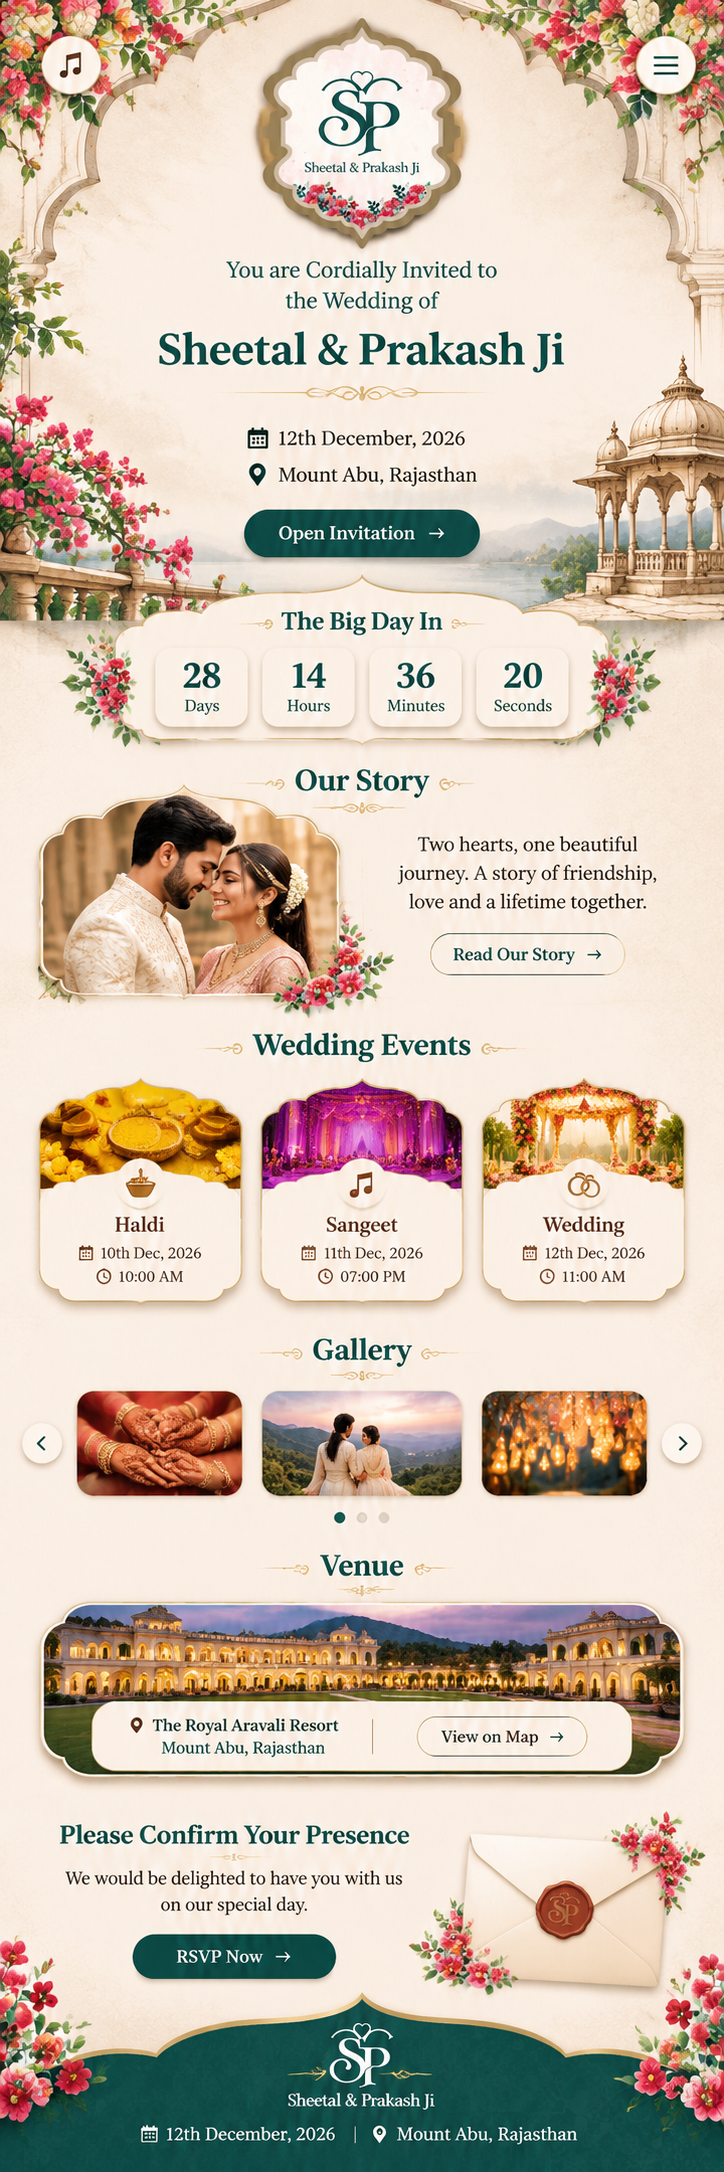 SP
Sheetal & Prakash Ji
You are Cordially Invited to
the Wedding of
Sheetal & Prakash Ji
12th December, 2026
Mount Abu, Rajasthan
Open Invitation →
The Big Day In
28 14 36 20
Days Hours Minutes Seconds
Our Story
Two hearts, one beautiful
journey. A story of friendship,
love and a lifetime together.
Read Our Story →
Wedding Events
Haldi
10th Dec, 2026
10:00 AM
Sangeet
11th Dec, 2026
07:00 PM
Wedding
12th Dec, 2026
11:00 AM
Gallery
Venue
The Royal Aravali Resort
Mount Abu, Rajasthan
View on Map →
Please Confirm Your Presence
We would be delighted to have you with us
on our special day.
RSVP Now →
SP
SP
Sheetal & Prakash Ji
12th December, 2026 | Mount Abu, Rajasthan